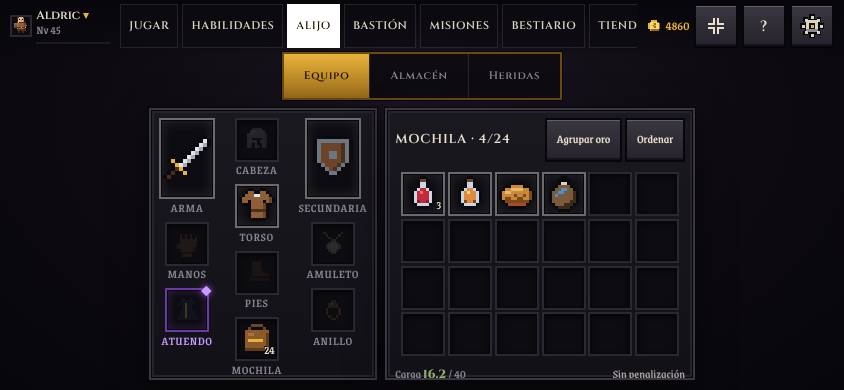 ALDRIC
Nv 45
JUGAR
HABILIDADES
ALIJO
BASTIÓN
MISIONES
BESTIARIO
TIEND
4860
?
EQUIPO
ALMACÉN
HERIDAS
ARMA
CABEZA
SECUNDARIA
TORSO
MANOS
AMULETO
PIES
ATUENDO
ANILLO
24
MOCHILA
MOCHILA · 4/24
Agrupar oro
Ordenar
3
Carga 16.2 / 40
Sin penalización